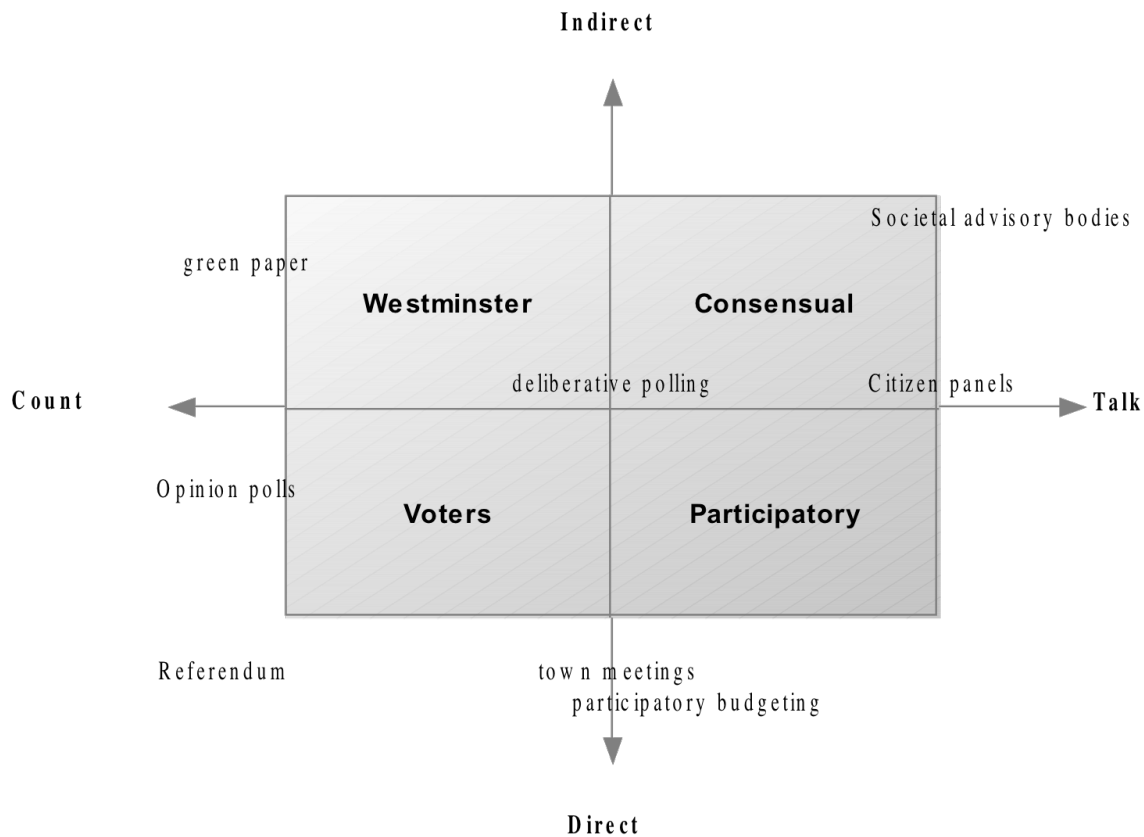 Indirect
Societal advisory bodies
green paper
Westminster
Consensual
deliberative polling
Citizen panels
Count
Talk
Opinion polls
Voters
Participatory
Referendum
town meetings
participatory budgeting
Direct